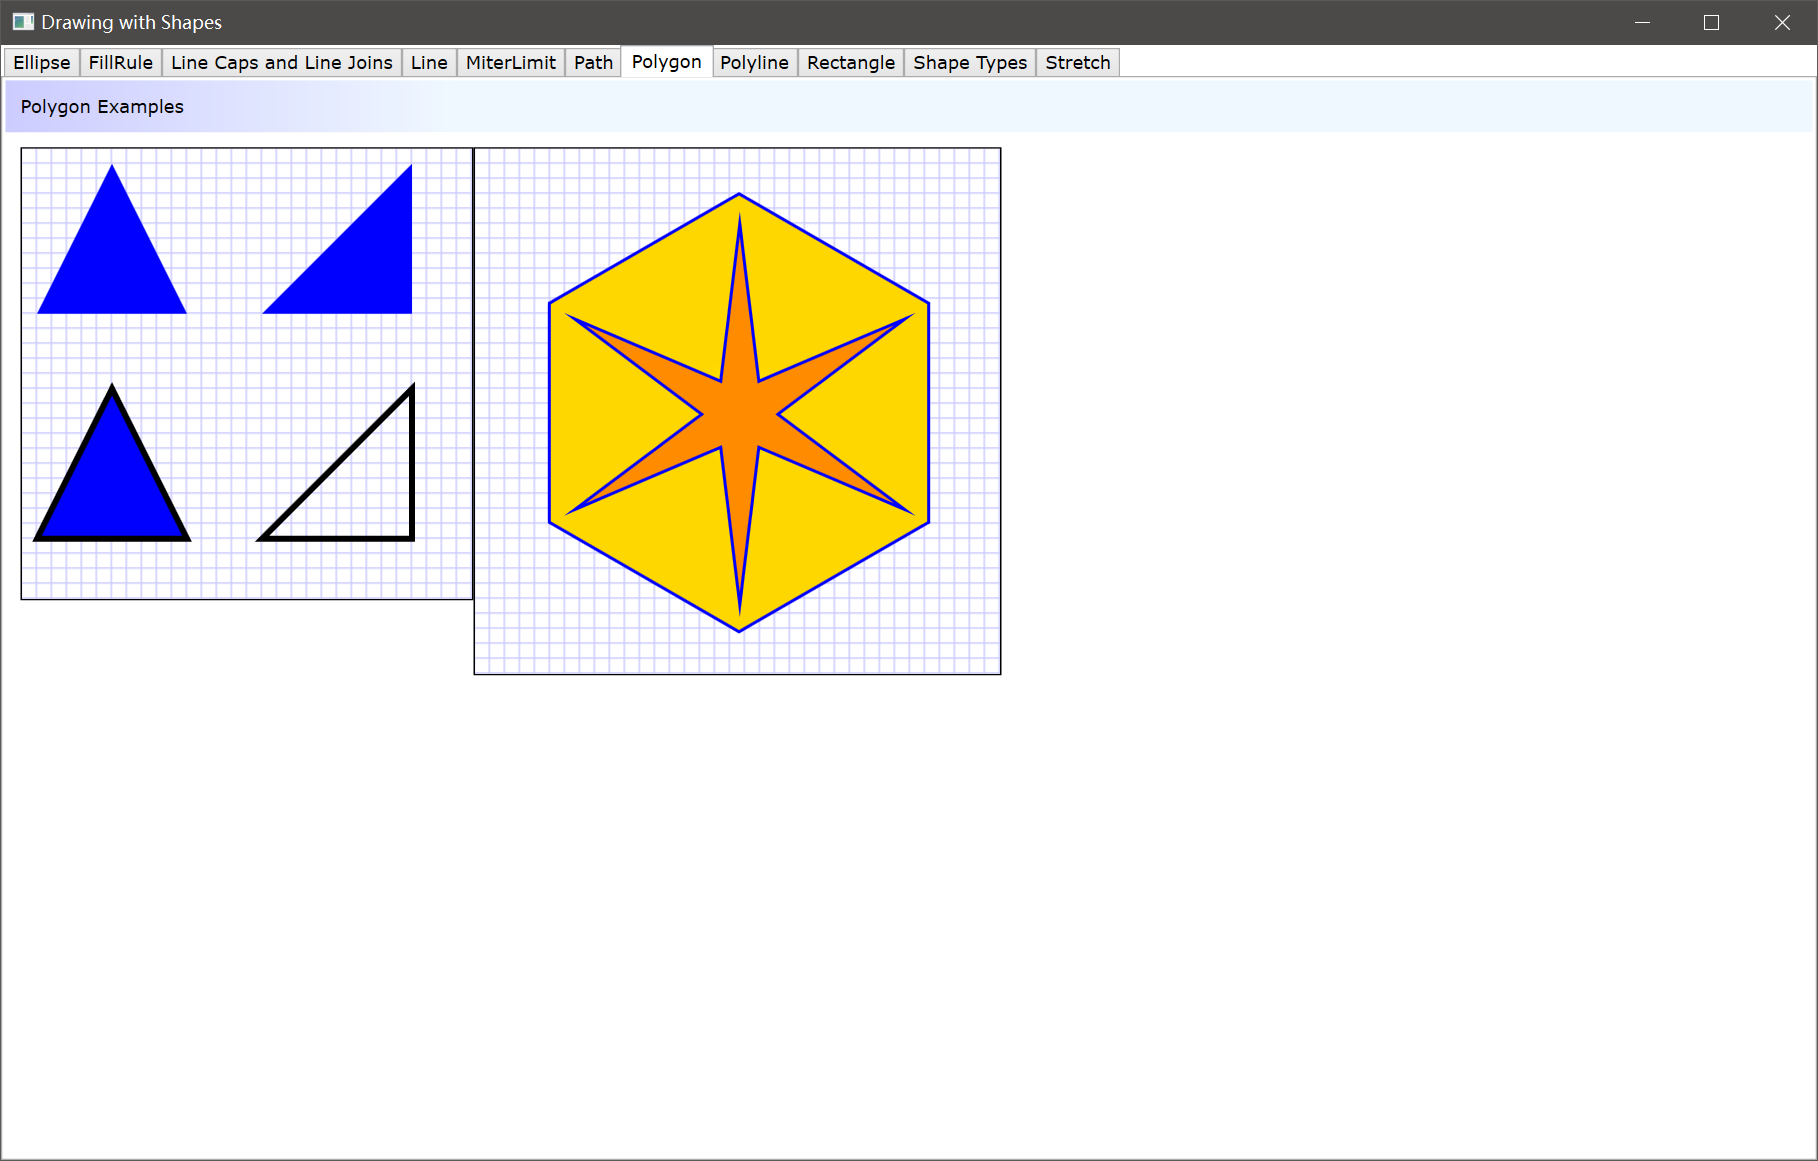 Drawing with Shapes
Ellipse FillRule Line Caps and Line Joins Line MiterLimit Path Polygon Polyline Rectangle Shape Types Stretch
Polygon Examples